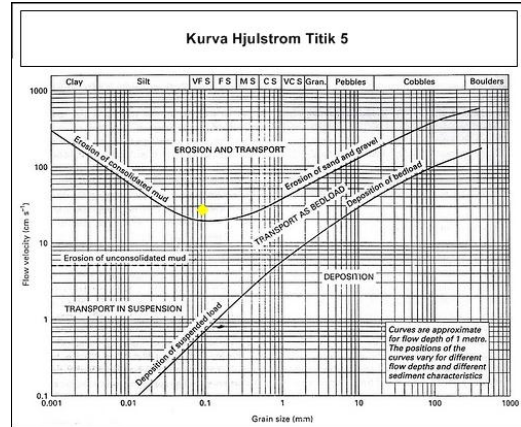 Kurva Hjulstrom Titik 5
Clay
Silt
VF S
F S
M S
C S
VC S
Gran.
Pebbles
Cobbles
Boulders
1000
100
10
1
0.1
Flow velocity (cm s⁻¹)
EROSION AND TRANSPORT
Erosion of consolidated mud
Erosion of sand and gravel
TRANSPORT AS BEDLOAD
Deposition of bedload
Erosion of unconsolidated mud
DEPOSITION
TRANSPORT IN SUSPENSION
Deposition of suspended load
Curves are approximate
for flow depth of 1 metre.
The positions of the
curves vary for different
flow depths and different
sediment characteristics
0.001
0.01
0.1
1
10
100
1000
Grain size (mm)